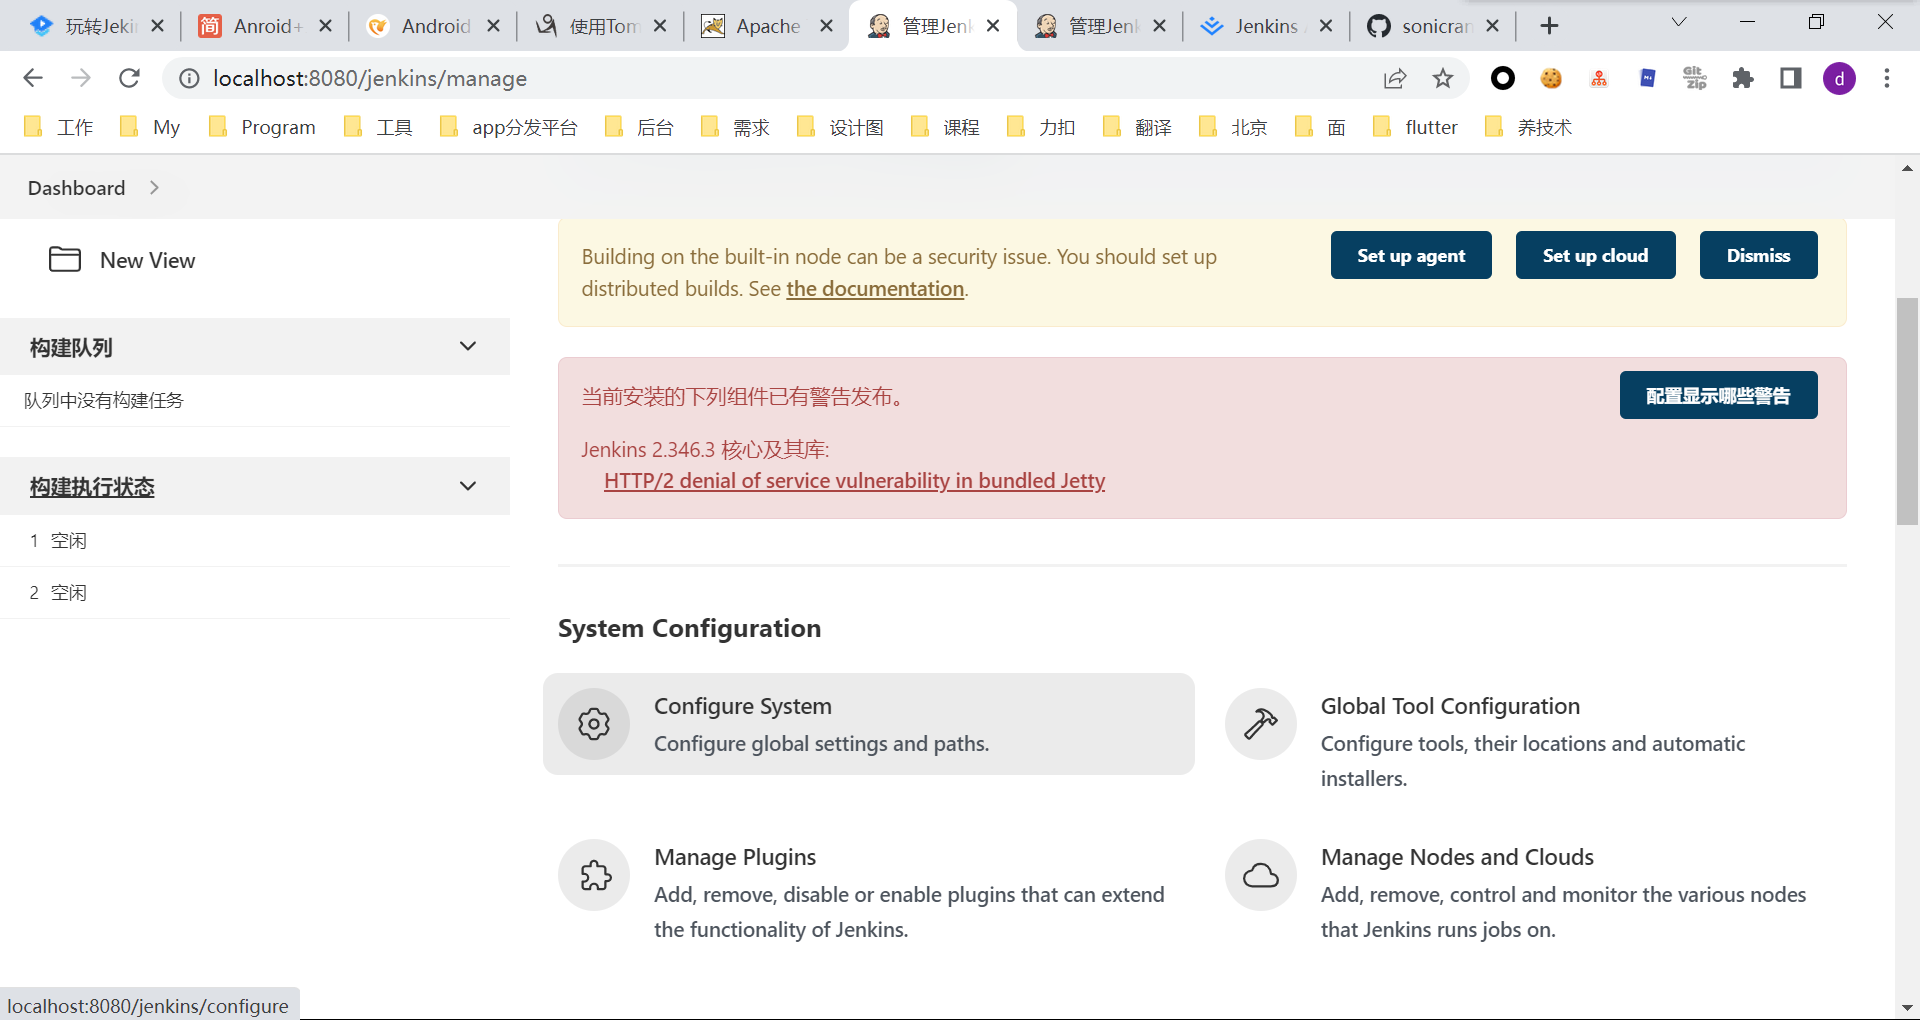 玩转Jekin
Anroid+
Android
使用Tom
Apache
管理Jenk
管理Jenk
Jenkins
sonicran
localhost:8080/jenkins/manage
d
工作
My
Program
工具
app分发平台
后台
需求
设计图
课程
力扣
翻译
北京
面
flutter
养技术
Dashboard
New View
构建队列
队列中没有构建任务
构建执行状态
1 空闲
2 空闲
Building on the built-in node can be a security issue. You should set up
distributed builds. See the documentation.
Set up agent
Set up cloud
Dismiss
当前安装的下列组件已有警告发布。
配置显示哪些警告
Jenkins 2.346.3 核心及其库:
HTTP/2 denial of service vulnerability in bundled Jetty
System Configuration
Configure System
Configure global settings and paths.
Global Tool Configuration
Configure tools, their locations and automatic
installers.
Manage Plugins
Add, remove, disable or enable plugins that can extend
the functionality of Jenkins.
Manage Nodes and Clouds
Add, remove, control and monitor the various nodes
that Jenkins runs jobs on.
localhost:8080/jenkins/configure